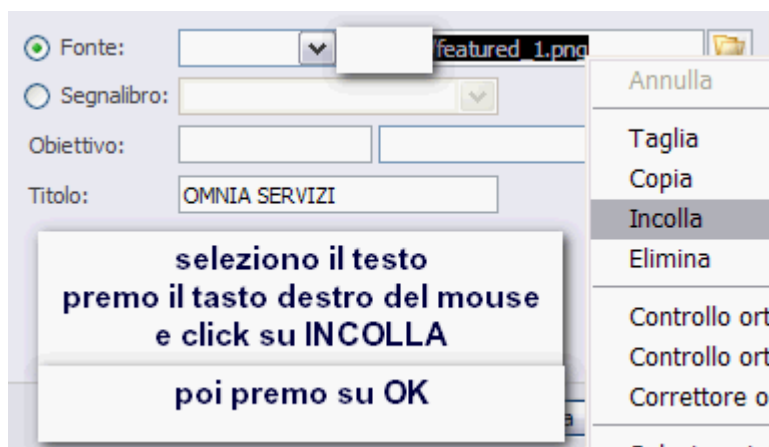 Fonte:
/featured_1.png
Segnalibro:
Obiettivo:
Titolo:
OMNIA SERVIZI
seleziono il testo
premo il tasto destro del mouse
e click su INCOLLA
poi premo su OK
Annulla
Taglia
Copia
Incolla
Elimina
Controllo ort
Controllo ort
Correttore o